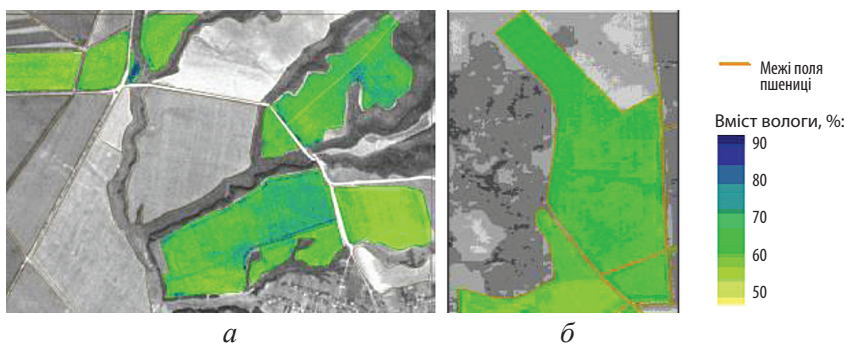 Межі поля
пшениці
Вміст вологи, %:
90
80
70
60
50
а
б